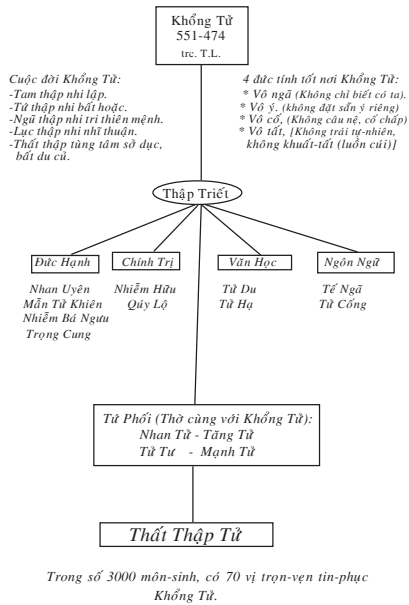 Khổng Tử
551-474
trc. T.L.
Cuộc đời Khổng Tử:
-Tam thập nhi lập.
-Tứ thập nhi bất hoặc.
-Ngũ thập nhi tri thiên mệnh.
-Lục thập nhi nhĩ thuận.
-Thất thập tùng tâm sở dục,
bất du củ.
4 đức tính tốt nơi Khổng Tử:
* Vô ngã (Không chỉ biết có ta).
* Vô ý. (không đặt sẵn ý riêng)
* Vô cố, (Không câu nệ, cố chấp)
* Vô tất, [Không trái tự-nhiên,
không khuất-tất (luồn cúi)]
Thập Triết
Đức Hạnh
Nhan Uyên
Mẫn Tử Khiên
Nhiễm Bá Ngưu
Trọng Cung
Chính Trị
Nhiễm Hữu
Qúy Lộ
Văn Học
Tử Du
Tử Hạ
Ngôn Ngữ
Tể Ngã
Tử Cống
Tứ Phối (Thờ cùng với Khổng Tử):
Nhan Tử - Tăng Tử
Tử Tư - Mạnh Tử
Thất Thập Tử
Trong số 3000 môn-sinh, có 70 vị trọn-vẹn tin-phục
Khổng Tử.